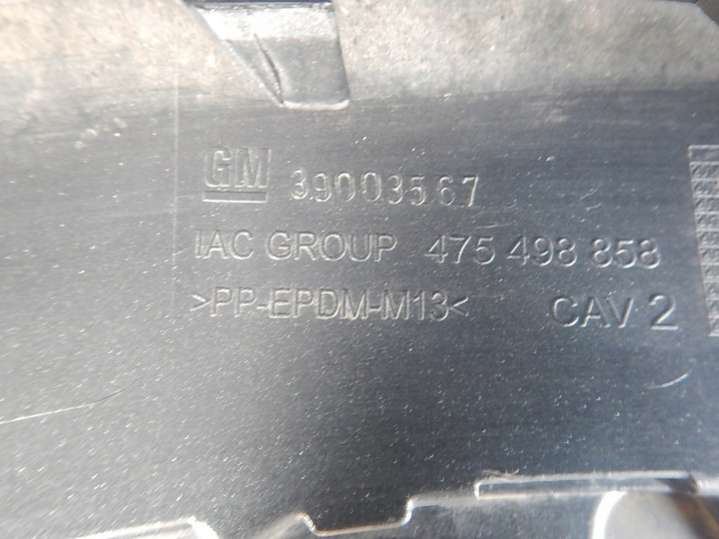 GM 39003567
IAC GROUP 475 498 858
>PP-EPDM-M13< CAV 2